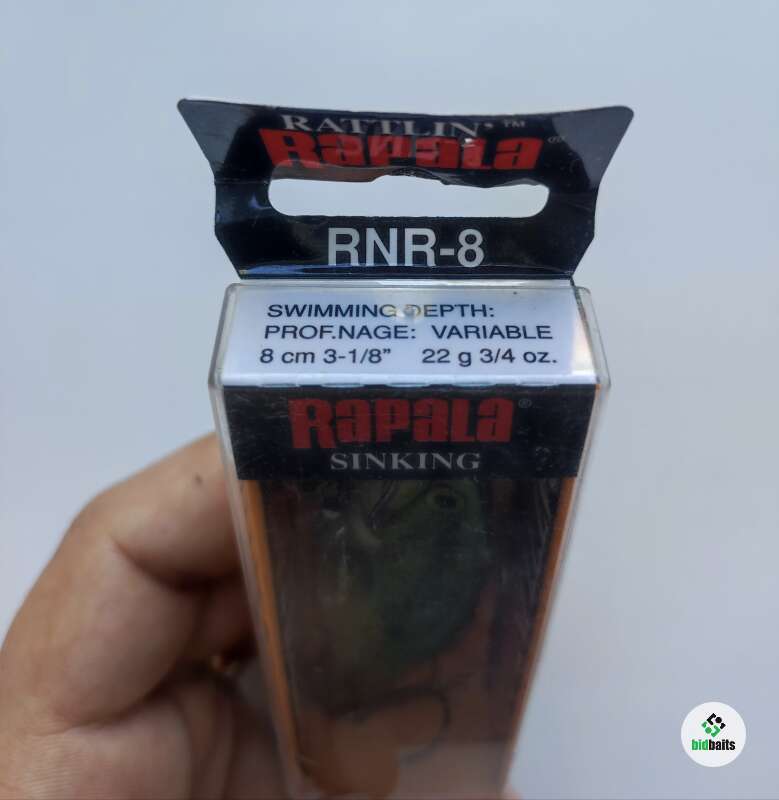 RATTLIN'™
Rapala®
RNR-8
SWIMMING DEPTH:
PROF.NAGE: VARIABLE
8 cm 3-1/8" 22 g 3/4 oz.
Rapala®
SINKING
bidbaits